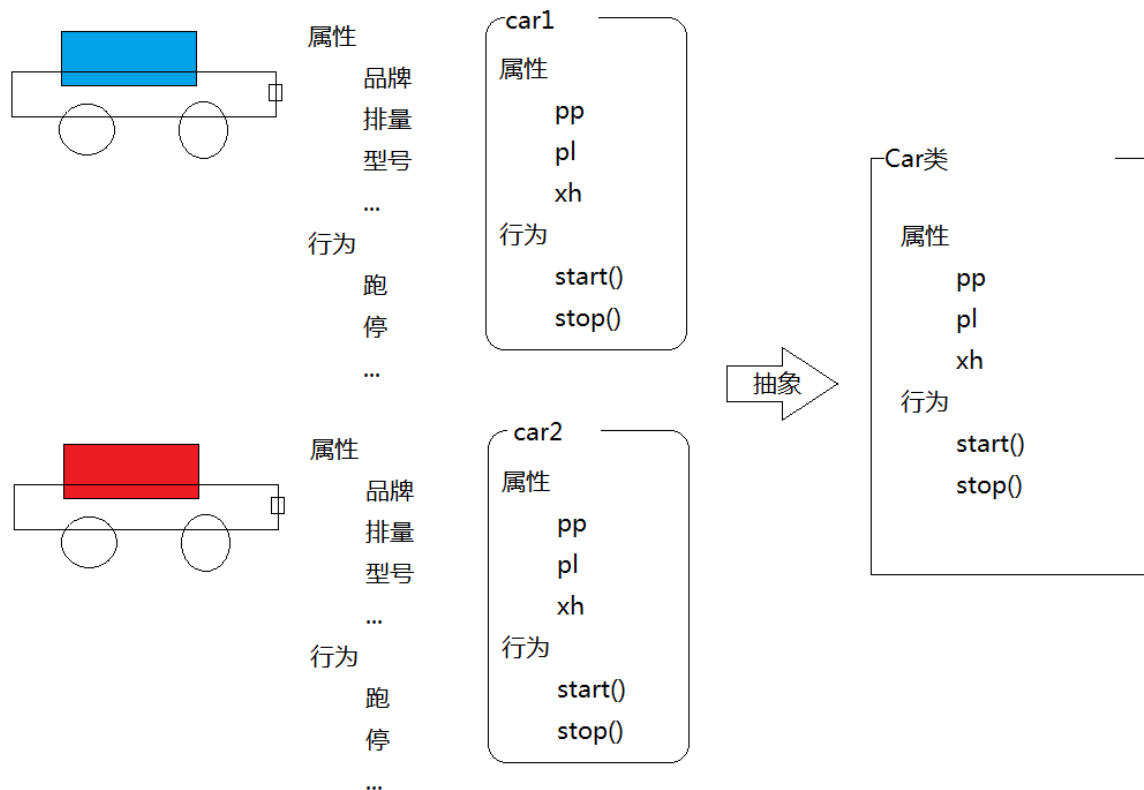 属性
品牌
排量
型号
...
行为
跑
停
...
car1
属性
pp
pl
xh
行为
start()
stop()
属性
品牌
排量
型号
...
行为
跑
停
...
car2
属性
pp
pl
xh
行为
start()
stop()
抽象
Car类
属性
pp
pl
xh
行为
start()
stop()